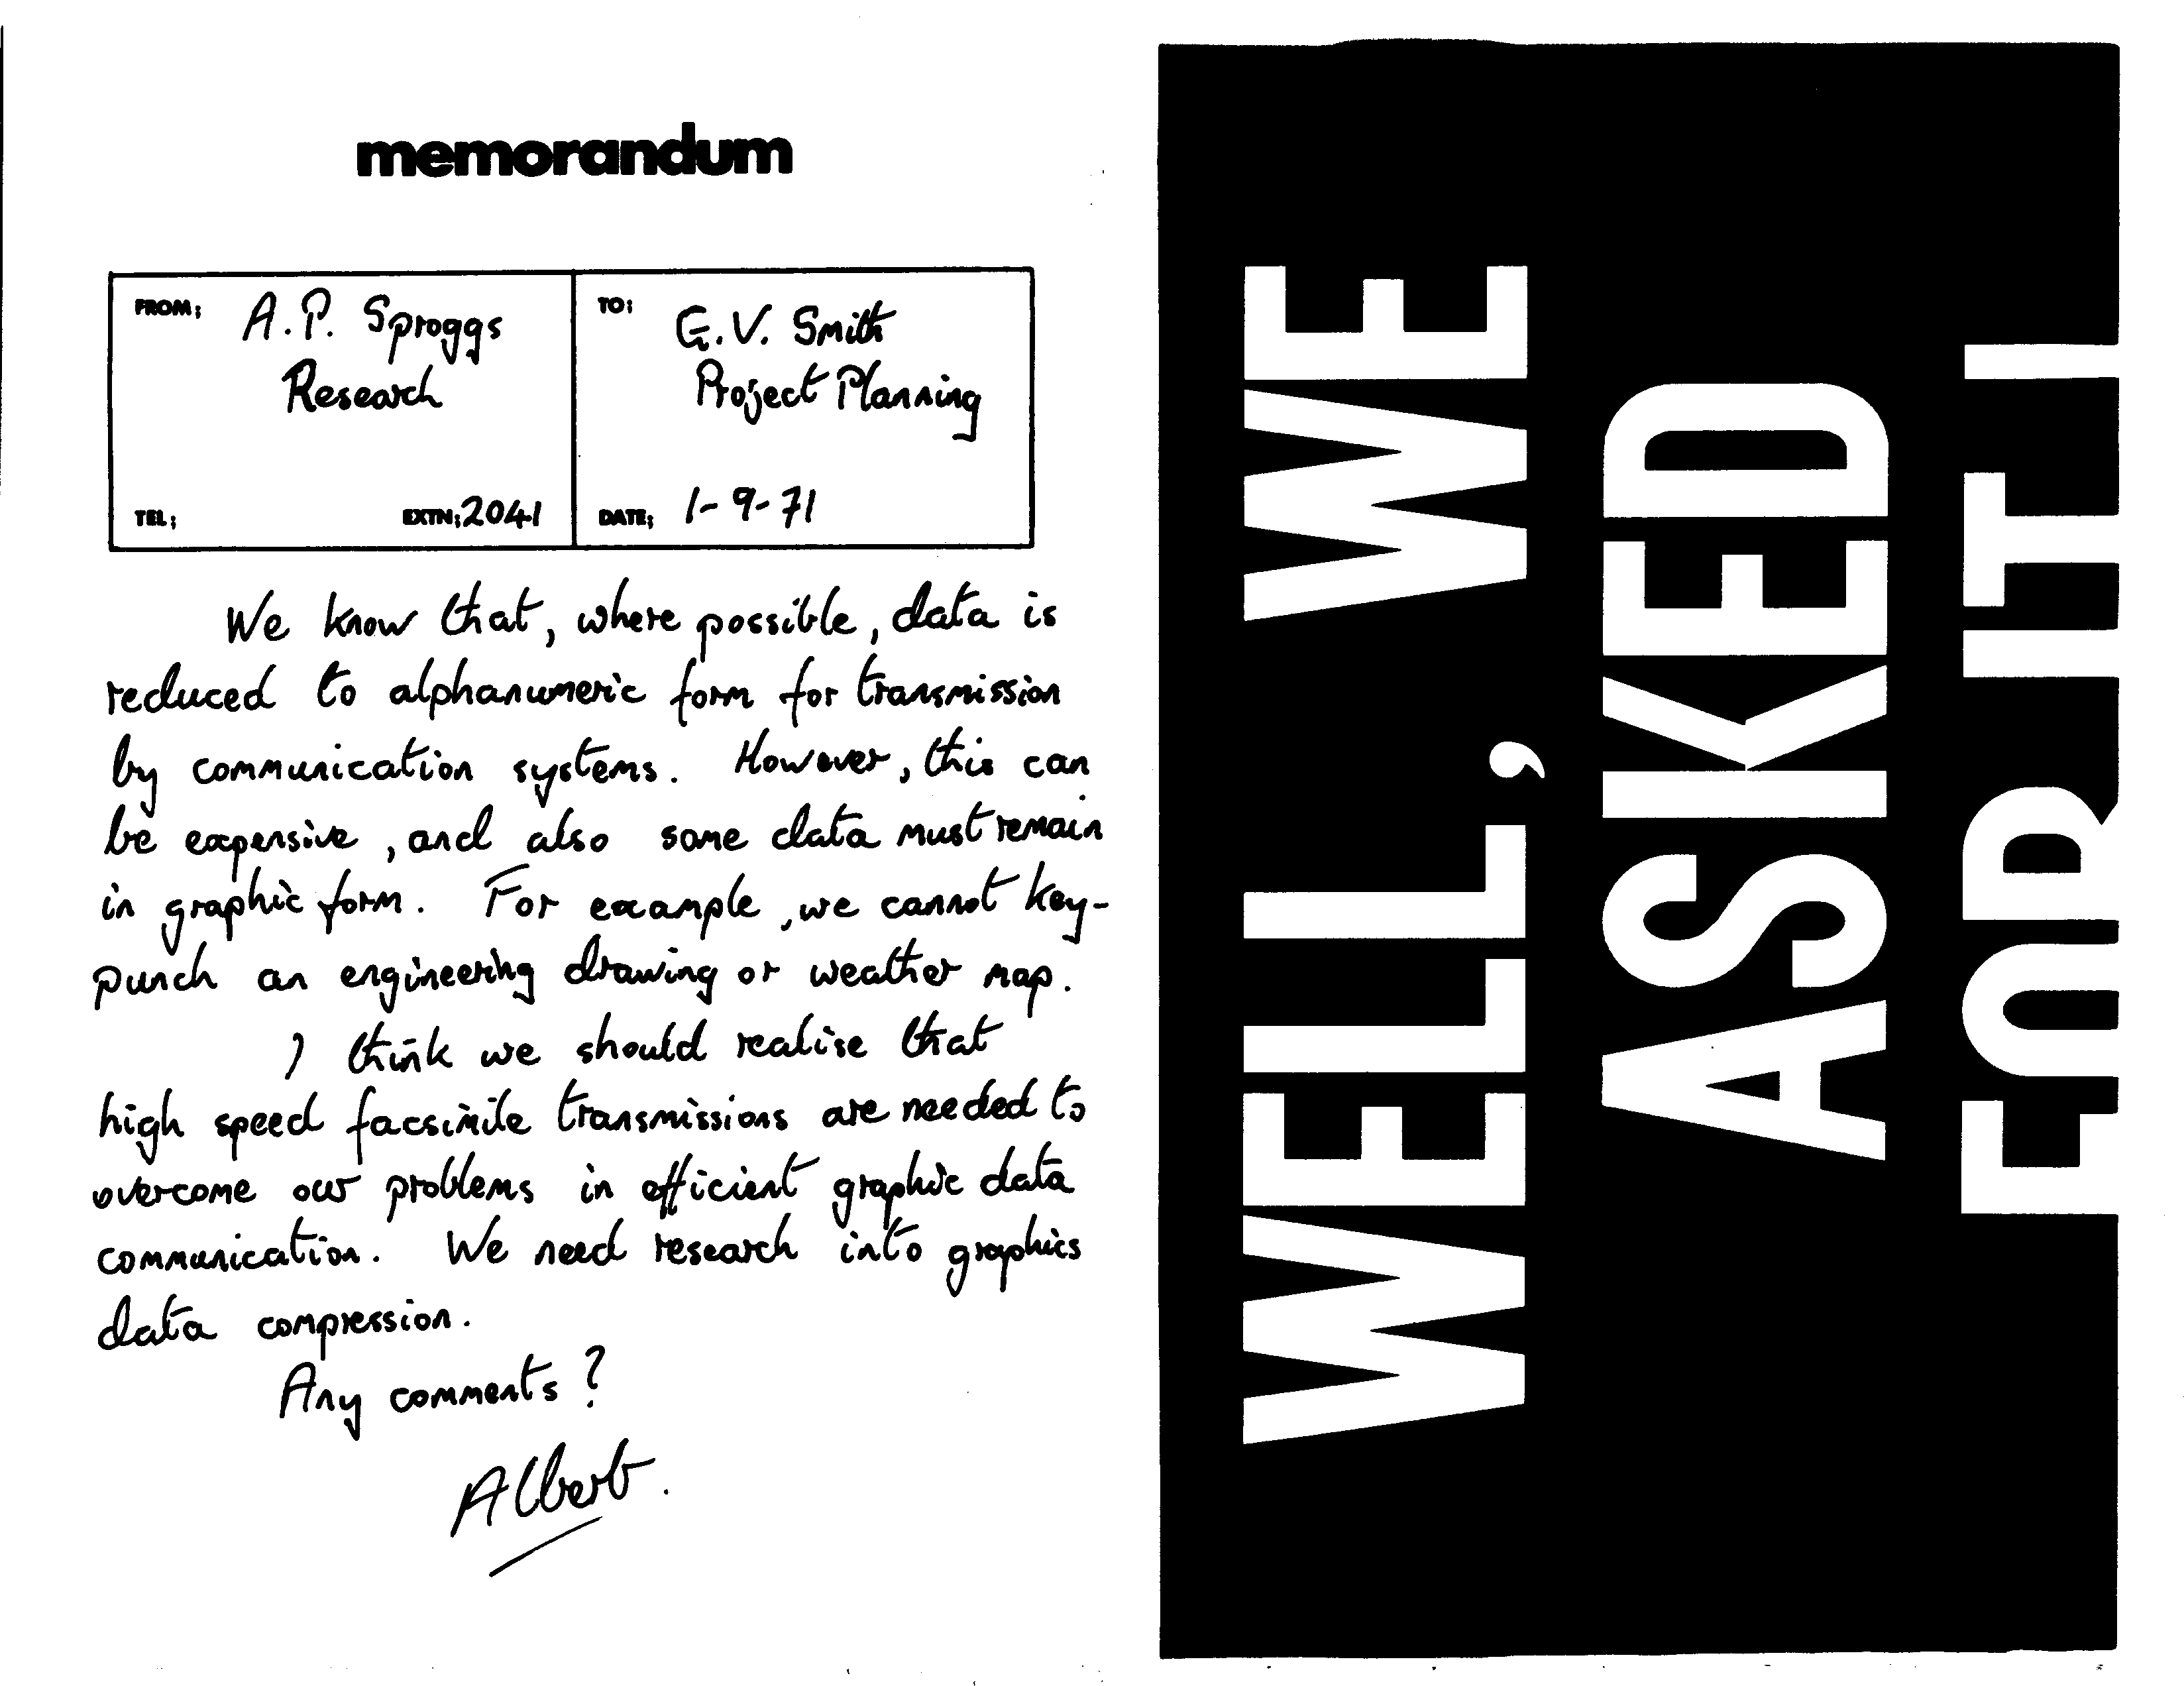 memorandum
FROM; A.P. Sproggs
Research
TEL; EXTN; 2041
TO; G.V. Smith
Project Planning
DATE; 1-9-71
We know that, where possible, data is
reduced to alphanumeric form for transmission
by communication systems. However, this can
be expensive, and also some data must remain
in graphic form. For example, we cannot key-
punch an engineering drawing or weather map.
I think we should realise that
high speed facsimile transmissions are needed to
overcome our problems in efficient graphic data
communication. We need research into graphics
data compression.
Any comments?
Albert.
WELL, WE
ASKED
FOR IT!